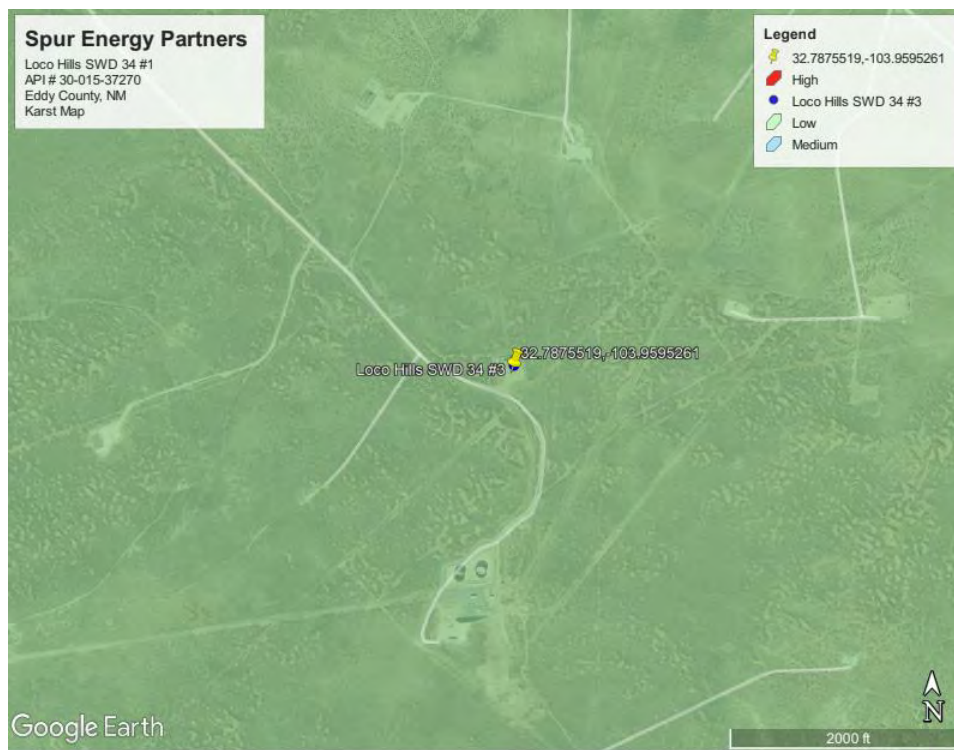 Spur Energy Partners
Loco Hills SWD 34 #1
API # 30-015-37270
Eddy County, NM
Karst Map
Legend
32.7875519,-103.9595261
High
Loco Hills SWD 34 #3
Low
Medium
32.7875519,-103.9595261
Loco Hills SWD 34 #3
N
Google Earth
2000 ft